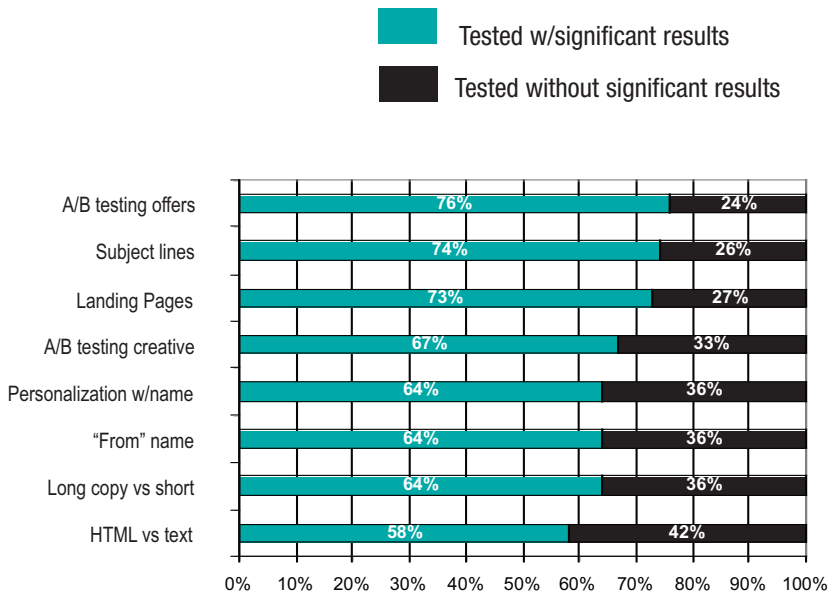 Tested w/significant results
Tested without significant results
A/B testing offers 76% 24%
Subject lines 74% 26%
Landing Pages 73% 27%
A/B testing creative 67% 33%
Personalization w/name 64% 36%
“From” name 64% 36%
Long copy vs short 64% 36%
HTML vs text 58% 42%
0% 10% 20% 30% 40% 50% 60% 70% 80% 90% 100%